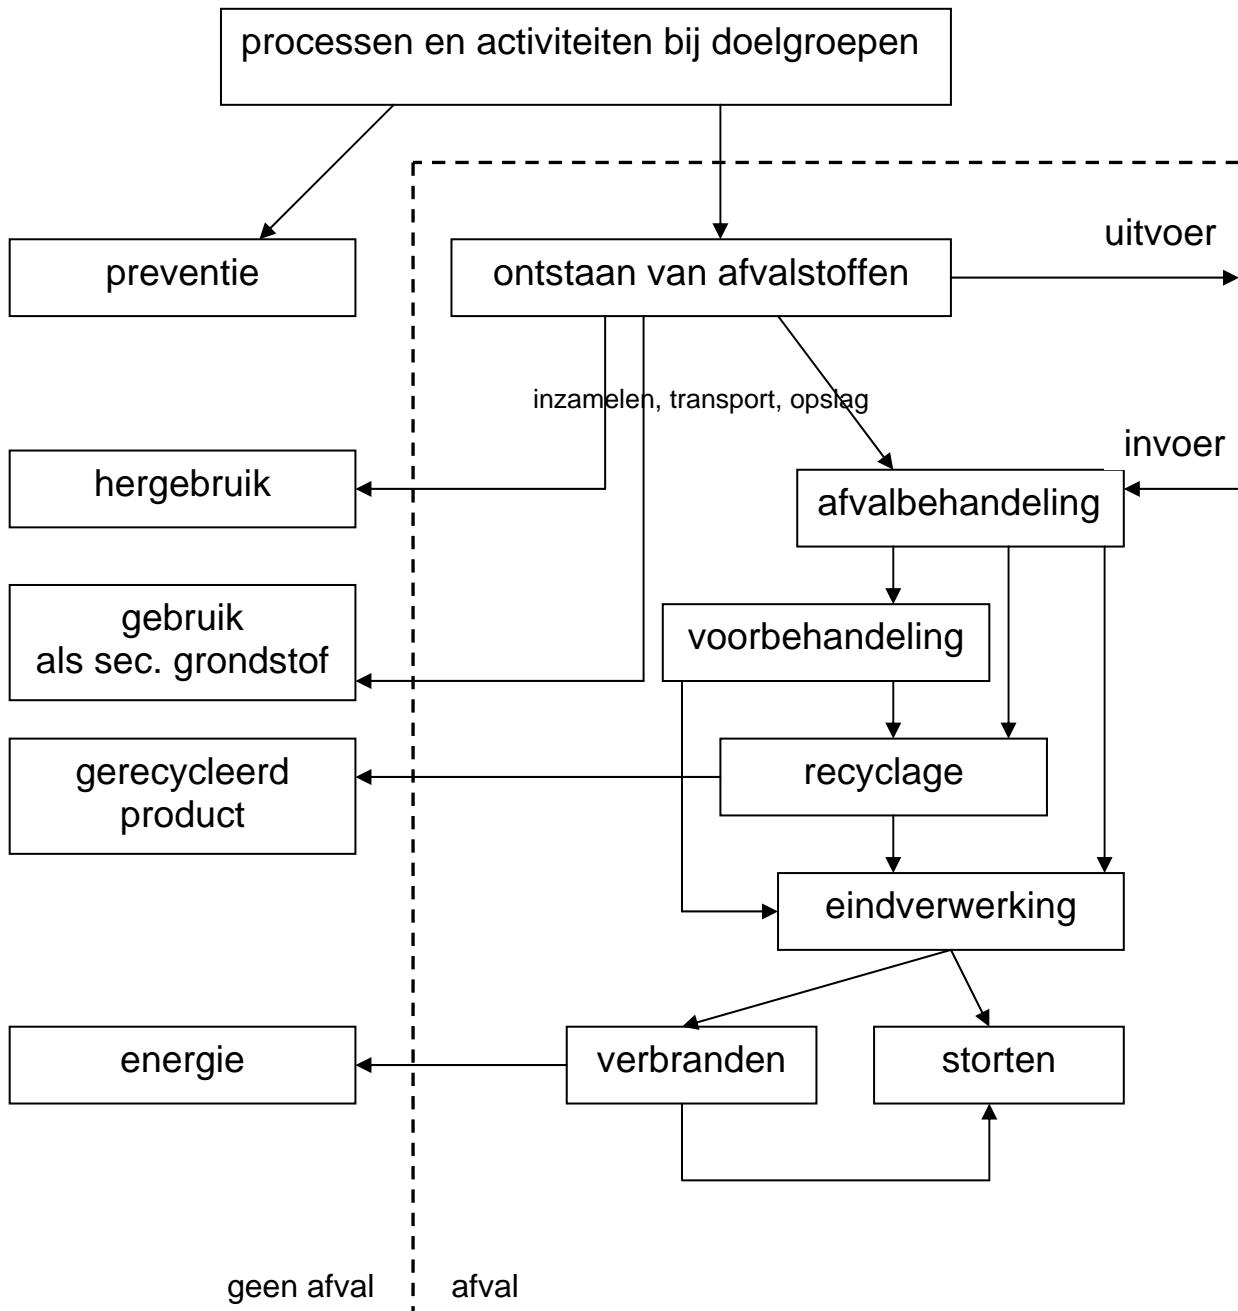 processen en activiteiten bij doelgroepen
uitvoer
preventie
ontstaan van afvalstoffen
inzamelen, transport, opslag
invoer
hergebruik
afvalbehandeling
gebruik
als sec. grondstof
voorbehandeling
gerecycleerd
product
recyclage
eindverwerking
energie
verbranden
storten
geen afval
afval